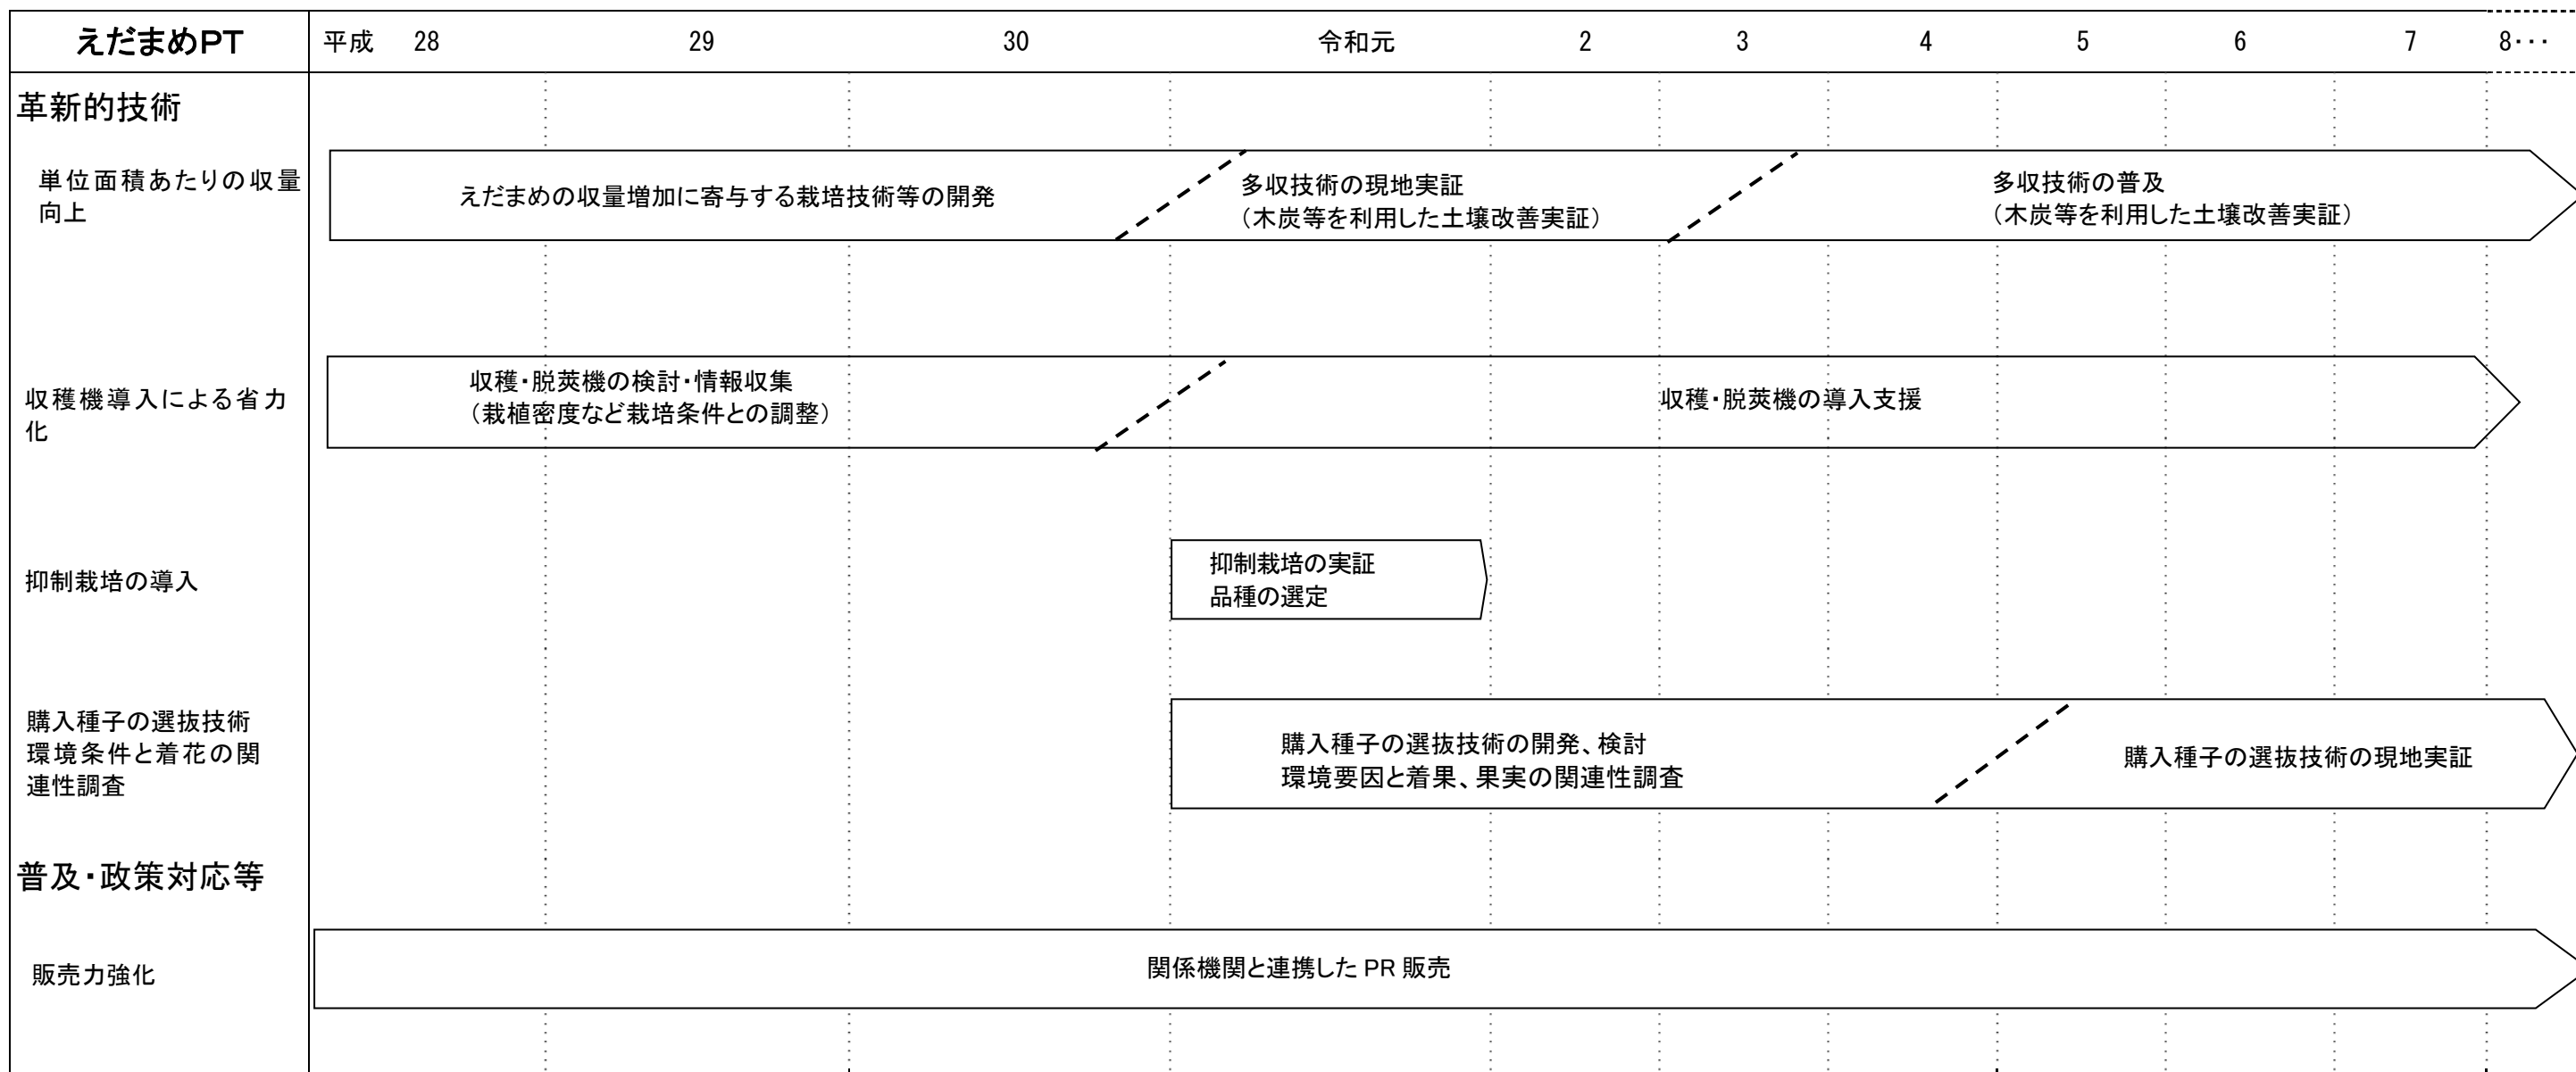 えだまめPT 平成 28 29 30 令和元 2 3 4 5 6 7 8・・・
革新的技術
単位面積あたりの収量
向上
えだまめの収量増加に寄与する栽培技術等の開発
多収技術の現地実証
（木炭等を利用した土壌改善実証）
多収技術の普及
（木炭等を利用した土壌改善実証）
収穫機導入による省力
化
収穫・脱莢機の検討・情報収集
（栽植密度など栽培条件との調整）
収穫・脱莢機の導入支援
抑制栽培の導入
抑制栽培の実証
品種の選定
購入種子の選抜技術
環境条件と着花の関
連性調査
購入種子の選抜技術の開発、検討
環境要因と着果、果実の関連性調査
購入種子の選抜技術の現地実証
普及・政策対応等
販売力強化
関係機関と連携した PR 販売